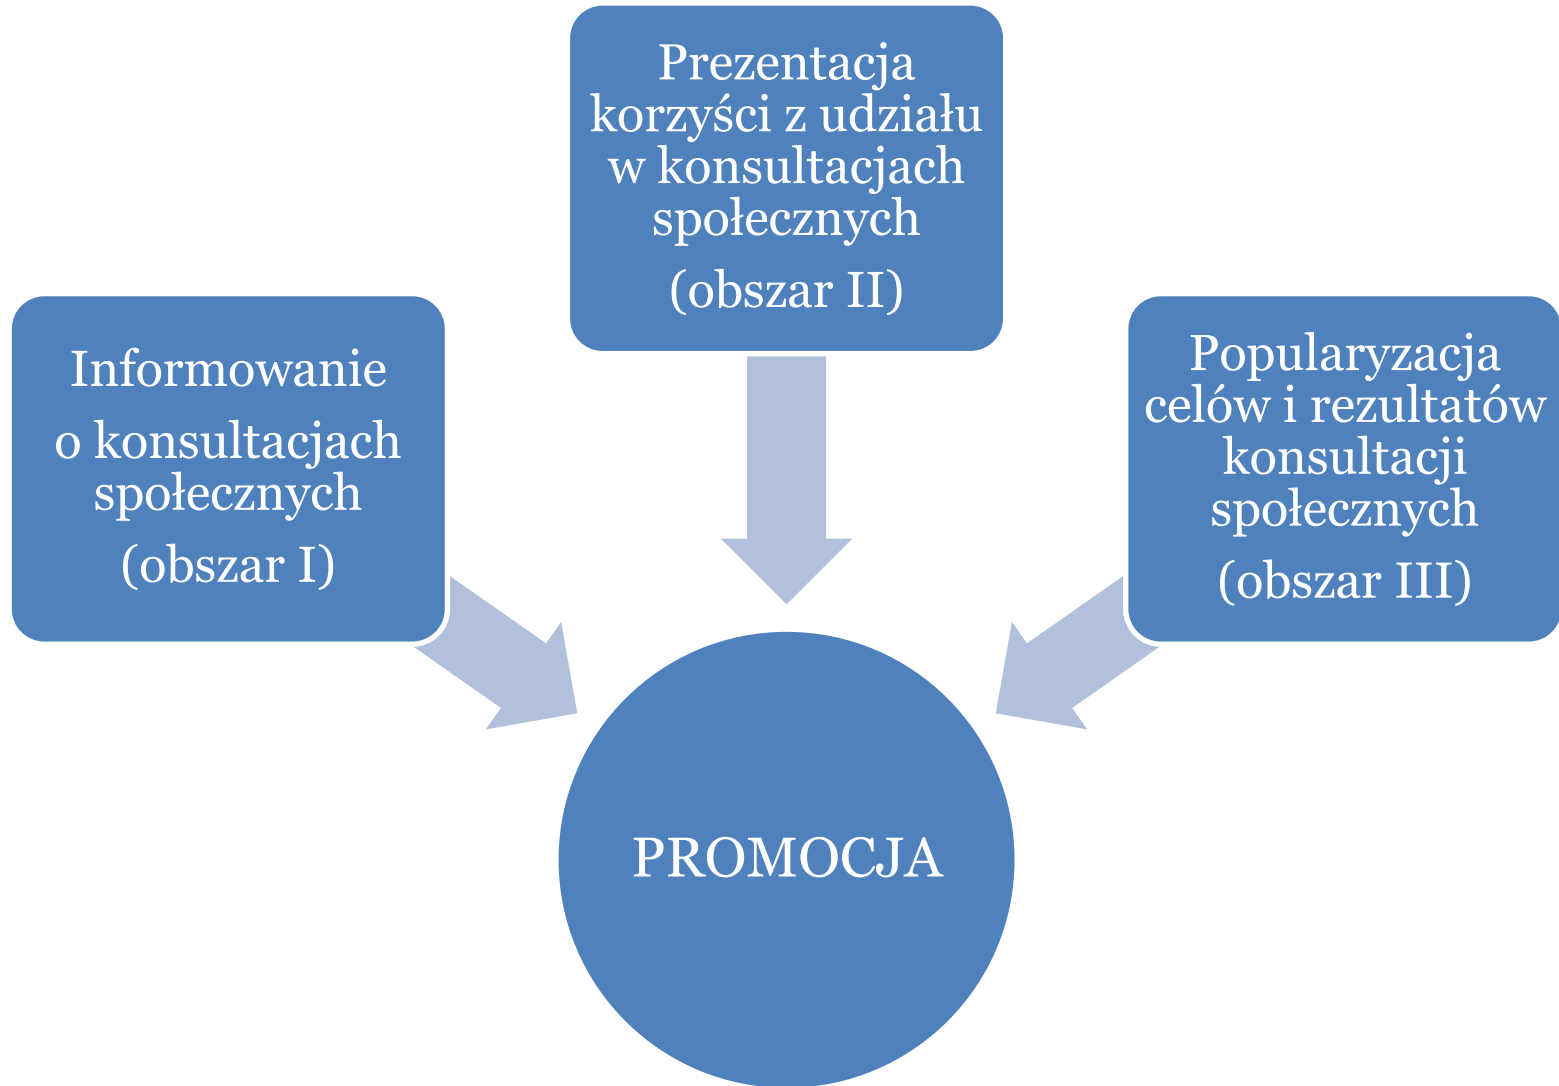 Informowanie
o konsultacjach
społecznych
(obszar I)
Prezentacja
korzyści z udziału
w konsultacjach
społecznych
(obszar II)
Popularyzacja
celów i rezultatów
konsultacji
społecznych
(obszar III)
PROMOCJA